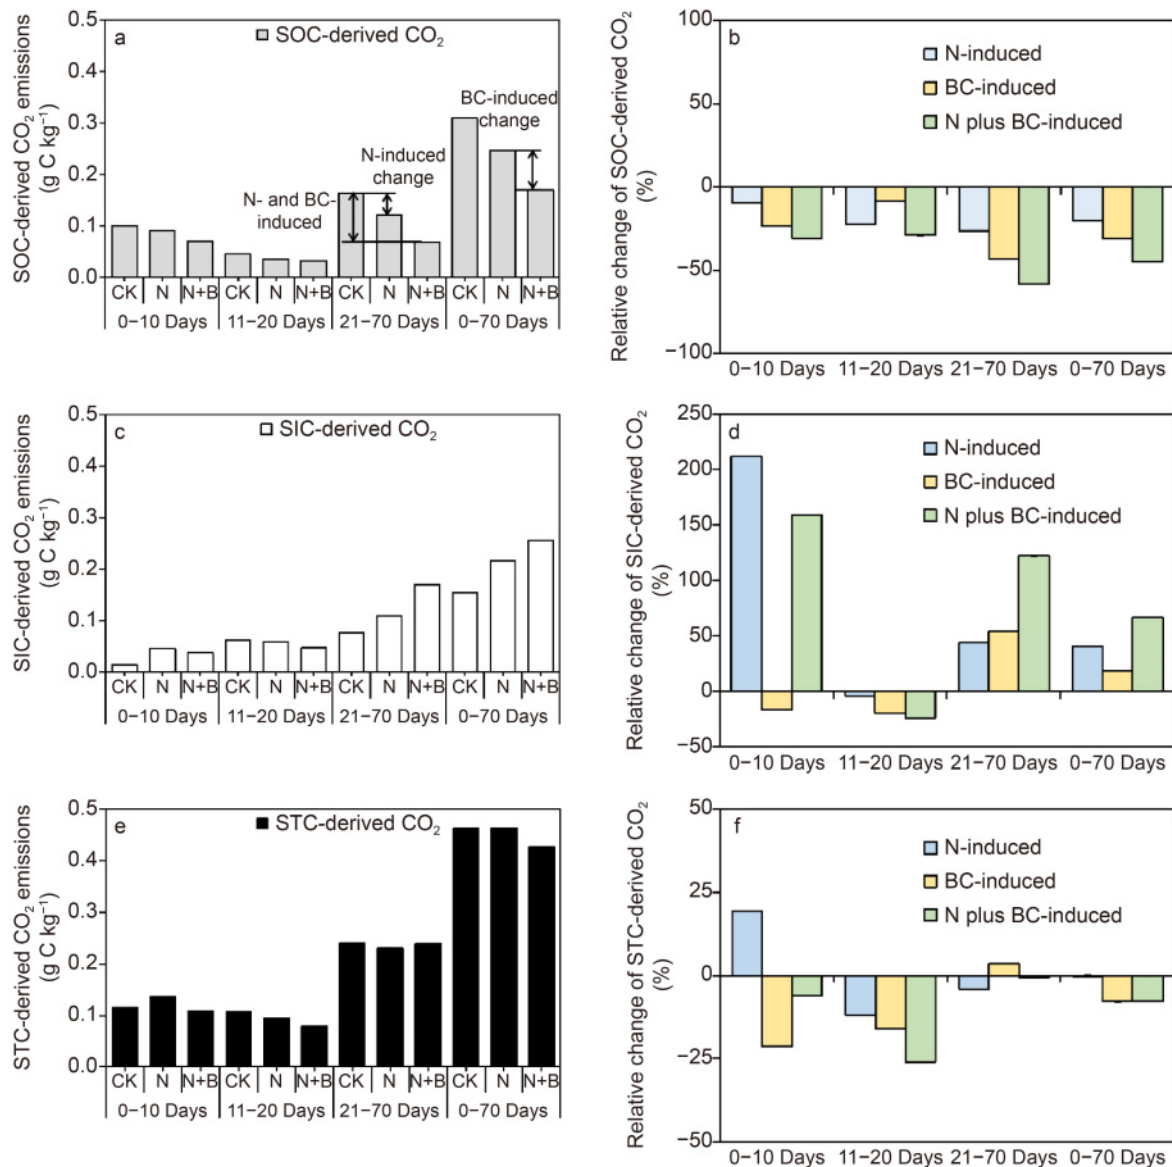 SOC-derived CO₂ emissions
(g C kg⁻¹)
0.5
0.4
0.3
0.2
0.1
0.0
a
SOC-derived CO₂
BC-induced
change
N-induced
change
N- and BC-
induced
CK N N+B CK N N+B CK N N+B CK N N+B
0−10 Days 11−20 Days 21−70 Days 0−70 Days
Relative change of SOC-derived CO₂
(%)
100
50
0
−50
−100
b
N-induced
BC-induced
N plus BC-induced
0−10 Days 11−20 Days 21−70 Days 0−70 Days
SIC-derived CO₂ emissions
(g C kg⁻¹)
0.5
0.4
0.3
0.2
0.1
0.0
c
SIC-derived CO₂
CK N N+B CK N N+B CK N N+B CK N N+B
0−10 Days 11−20 Days 21−70 Days 0−70 Days
Relative change of SIC-derived CO₂
(%)
250
200
150
100
50
0
−50
d
N-induced
BC-induced
N plus BC-induced
0−10 Days 11−20 Days 21−70 Days 0−70 Days
STC-derived CO₂ emissions
(g C kg⁻¹)
0.5
0.4
0.3
0.2
0.1
0.0
e
STC-derived CO₂
CK N N+B CK N N+B CK N N+B CK N N+B
0−10 Days 11−20 Days 21−70 Days 0−70 Days
Relative change of STC-derived CO₂
(%)
50
25
0
−25
−50
f
N-induced
BC-induced
N plus BC-induced
0−10 Days 11−20 Days 21−70 Days 0−70 Days